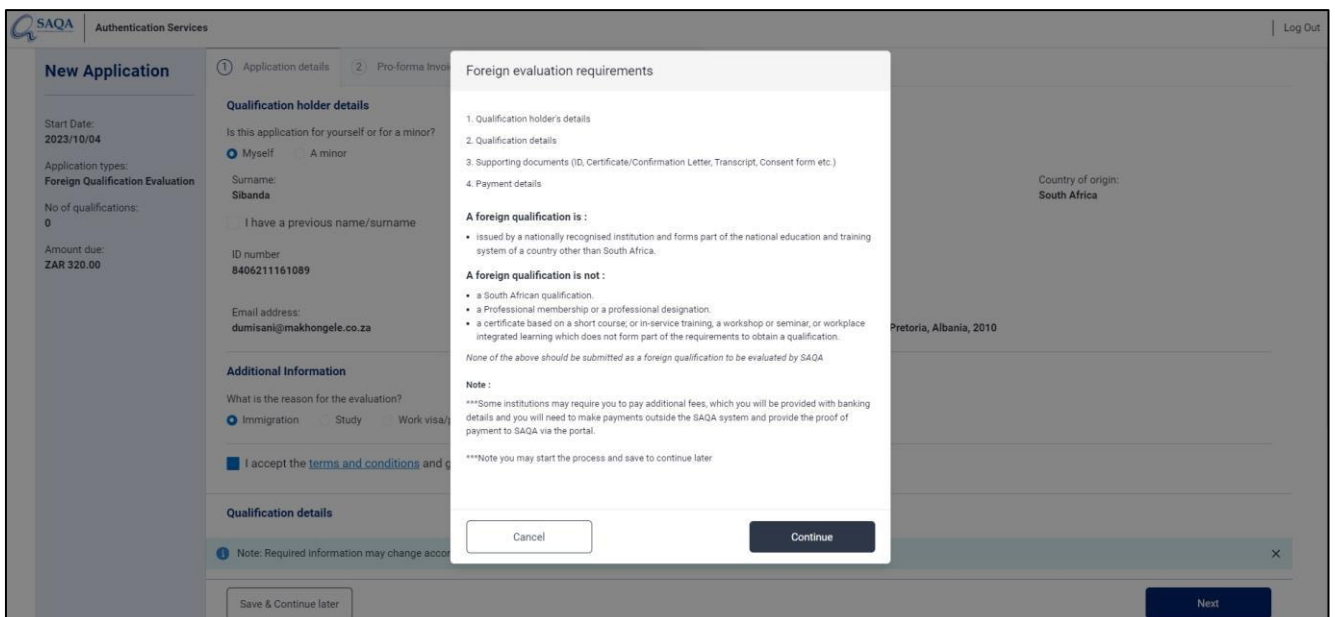 SAQA
Authentication Services
Log Out
New Application
Start Date:
2023/10/04
Application types:
Foreign Qualification Evaluation
No of qualifications:
0
Amount due:
ZAR 320.00
1 Application details
2 Pro-forma Invoi
Qualification holder details
Is this application for yourself or for a minor?
Myself A minor
Surname:
Sibanda
I have a previous name/surname
ID number
8406211161089
Email address:
dumisani@makhongele.co.za
Country of origin:
South Africa
Pretoria, Albania, 2010
Additional Information
What is the reason for the evaluation?
Immigration Study Work visa/p
I accept the terms and conditions and g
Qualification details
Note: Required information may change accor
Save & Continue later
Next
Foreign evaluation requirements
1. Qualification holder's details
2. Qualification details
3. Supporting documents (ID, Certificate/Confirmation Letter, Transcript, Consent form etc.)
4. Payment details
A foreign qualification is :
• issued by a nationally recognised institution and forms part of the national education and training
system of a country other than South Africa.
A foreign qualification is not :
• a South African qualification.
• a Professional membership or a professional designation.
• a certificate based on a short course; or in-service training, a workshop or seminar, or workplace
integrated learning which does not form part of the requirements to obtain a qualification.
None of the above should be submitted as a foreign qualification to be evaluated by SAQA
Note :
***Some institutions may require you to pay additional fees, which you will be provided with banking
details and you will need to make payments outside the SAQA system and provide the proof of
payment to SAQA via the portal.
***Note you may start the process and save to continue later
Cancel
Continue